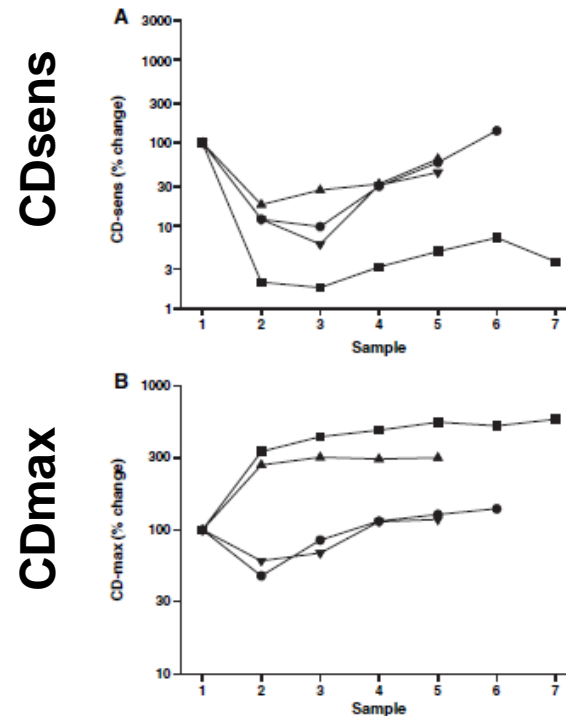 CDsens
A
CD-sens (% change)
3000
1000
300
100
30
10
3
1
1 2 3 4 5 6 7
Sample
CDmax
B
CD-max (% change)
1000
300
100
30
10
1 2 3 4 5 6 7
Sample